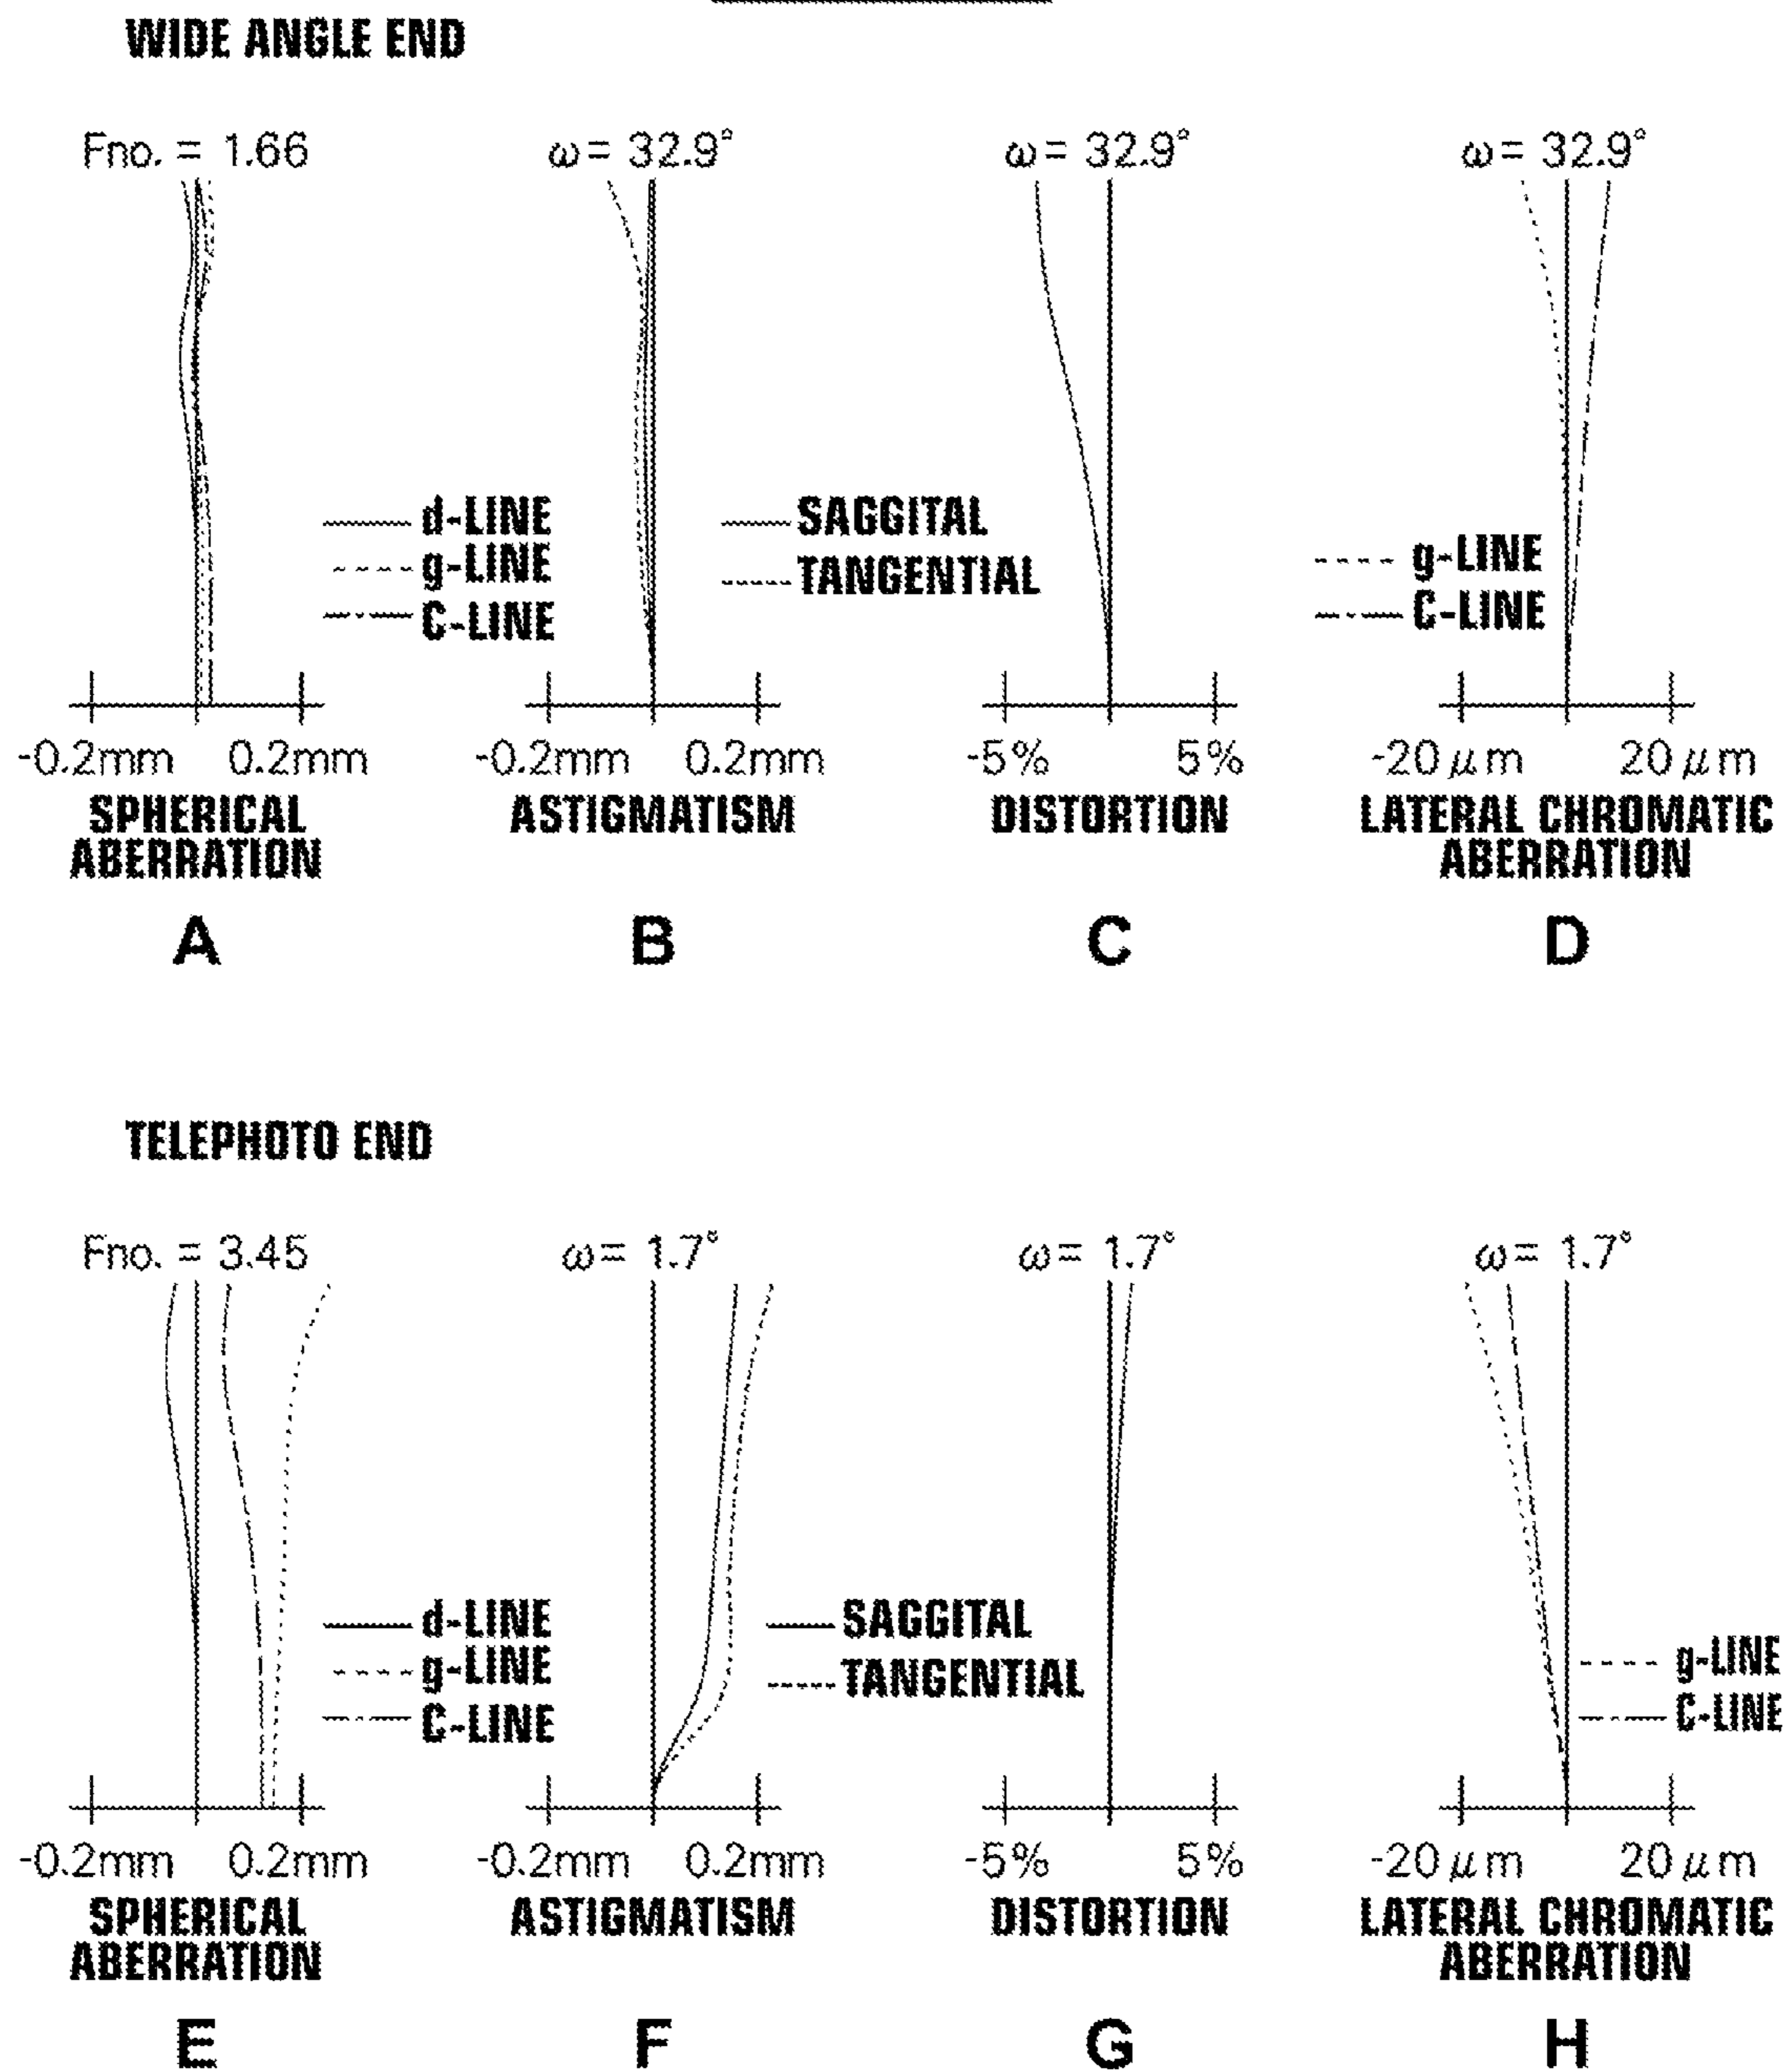 WIDE ANGLE END
Fno. = 1.66
ω = 32.9°
ω = 32.9°
ω = 32.9°
d-LINE
g-LINE
C-LINE
SAGGITAL
TANGENTIAL
g-LINE
C-LINE
-0.2mm 0.2mm
-0.2mm 0.2mm
-5% 5%
-20 μm 20 μm
SPHERICAL
ABERRATION
ASTIGMATISM
DISTORTION
LATERAL CHROMATIC
ABERRATION
A
B
C
D
TELEPHOTO END
Fno. = 3.45
ω = 1.7°
ω = 1.7°
ω = 1.7°
d-LINE
g-LINE
C-LINE
SAGGITAL
TANGENTIAL
g-LINE
C-LINE
-0.2mm 0.2mm
-0.2mm 0.2mm
-5% 5%
-20 μm 20 μm
SPHERICAL
ABERRATION
ASTIGMATISM
DISTORTION
LATERAL CHROMATIC
ABERRATION
E
F
G
H